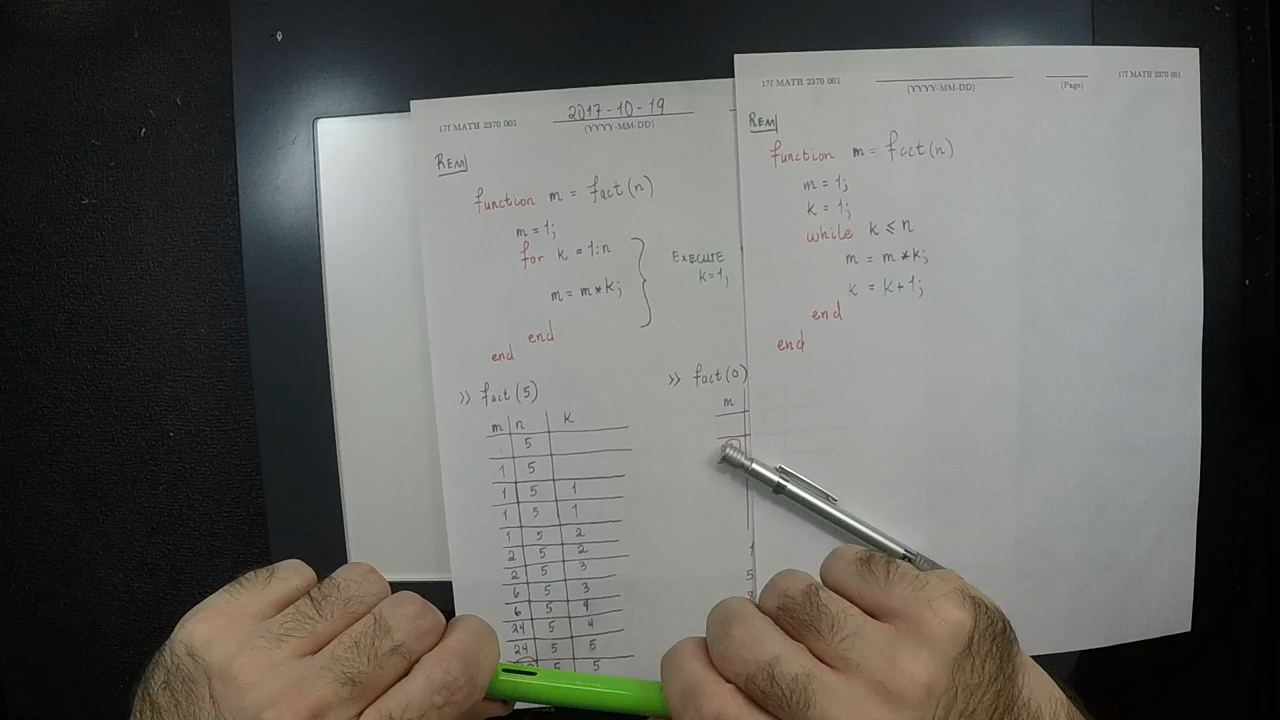 17f MATH 2370 001
2017-10-19
(YYYY-MM-DD)
REM
function m = fact(n)
m = 1;
for k = 1:n
m = m * k;
end
end
EXECUTE
k=1,
>> fact(5)
m n K
5
1 5
1 5 1
1 5 1
1 5 2
2 5 2
2 5 3
6 5 3
6 5 4
24 5 4
24 5 5
5 5
>> fact(0)
m
1
5
17f MATH 2370 001
(YYYY-MM-DD)
(Page)
17f MATH 2370 001
REM
function m = fact(n)
m = 1;
k = 1;
while k ≤ n
m = m * k;
k = k + 1;
end
end